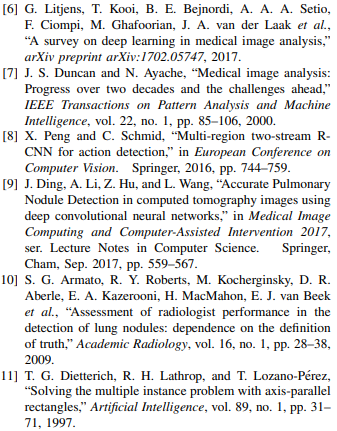 [6] G. Litjens, T. Kooi, B. E. Bejnordi, A. A. A. Setio,
F. Ciompi, M. Ghafoorian, J. A. van der Laak et al.,
“A survey on deep learning in medical image analysis,”
arXiv preprint arXiv:1702.05747, 2017.
[7] J. S. Duncan and N. Ayache, “Medical image analysis:
Progress over two decades and the challenges ahead,”
IEEE Transactions on Pattern Analysis and Machine
Intelligence, vol. 22, no. 1, pp. 85–106, 2000.
[8] X. Peng and C. Schmid, “Multi-region two-stream R-
CNN for action detection,” in European Conference on
Computer Vision. Springer, 2016, pp. 744–759.
[9] J. Ding, A. Li, Z. Hu, and L. Wang, “Accurate Pulmonary
Nodule Detection in computed tomography images using
deep convolutional neural networks,” in Medical Image
Computing and Computer-Assisted Intervention 2017,
ser. Lecture Notes in Computer Science. Springer,
Cham, Sep. 2017, pp. 559–567.
10] S. G. Armato, R. Y. Roberts, M. Kocherginsky, D. R.
Aberle, E. A. Kazerooni, H. MacMahon, E. J. van Beek
et al., “Assessment of radiologist performance in the
detection of lung nodules: dependence on the definition
of truth,” Academic Radiology, vol. 16, no. 1, pp. 28–38,
2009.
11] T. G. Dietterich, R. H. Lathrop, and T. Lozano-Pérez,
“Solving the multiple instance problem with axis-parallel
rectangles,” Artificial Intelligence, vol. 89, no. 1, pp. 31–
71, 1997.